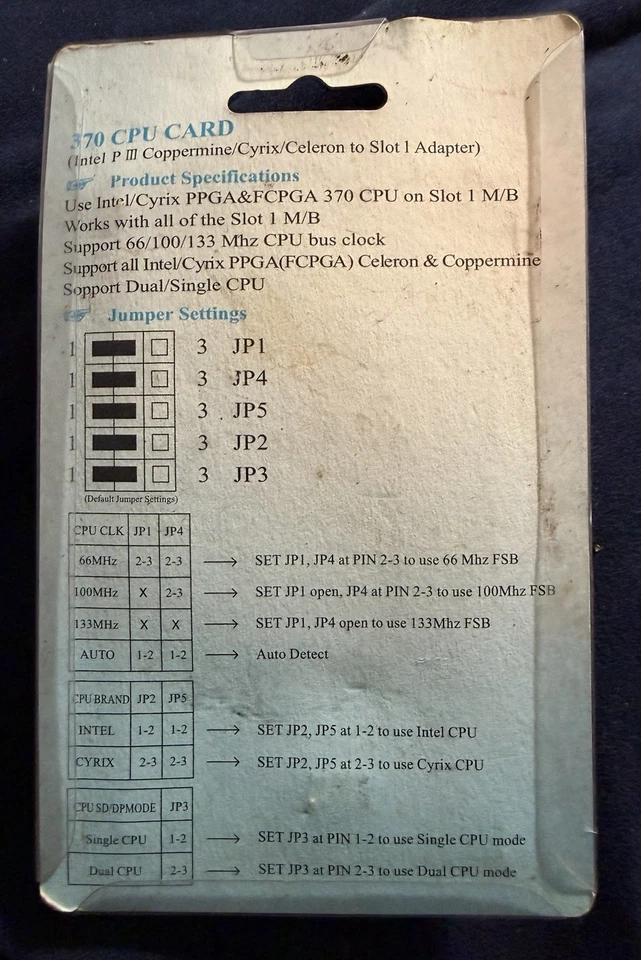 370 CPU CARD
(Intel P III Coppermine/Cyrix/Celeron to Slot 1 Adapter)
Product Specifications
Use Intel/Cyrix PPGA&FCPGA 370 CPU on Slot 1 M/B
Works with all of the Slot 1 M/B
Support 66/100/133 Mhz CPU bus clock
Support all Intel/Cyrix PPGA(FCPGA) Celeron & Coppermine
Sopport Dual/Single CPU
Jumper Settings
1 3 JP1
1 3 JP4
1 3 JP5
1 3 JP2
1 3 JP3
(Default Jumper Settings)
CPU CLK JP1 JP4
66MHz 2-3 2-3 → SET JP1, JP4 at PIN 2-3 to use 66 Mhz FSB
100MHz X 2-3 → SET JP1 open, JP4 at PIN 2-3 to use 100Mhz FSB
133MHz X X → SET JP1, JP4 open to use 133Mhz FSB
AUTO 1-2 1-2 → Auto Detect
CPU BRAND JP2 JP5
INTEL 1-2 1-2 → SET JP2, JP5 at 1-2 to use Intel CPU
CYRIX 2-3 2-3 → SET JP2, JP5 at 2-3 to use Cyrix CPU
CPU SD/DPMODE JP3
Single CPU 1-2 → SET JP3 at PIN 1-2 to use Single CPU mode
Dual CPU 2-3 → SET JP3 at PIN 2-3 to use Dual CPU mode